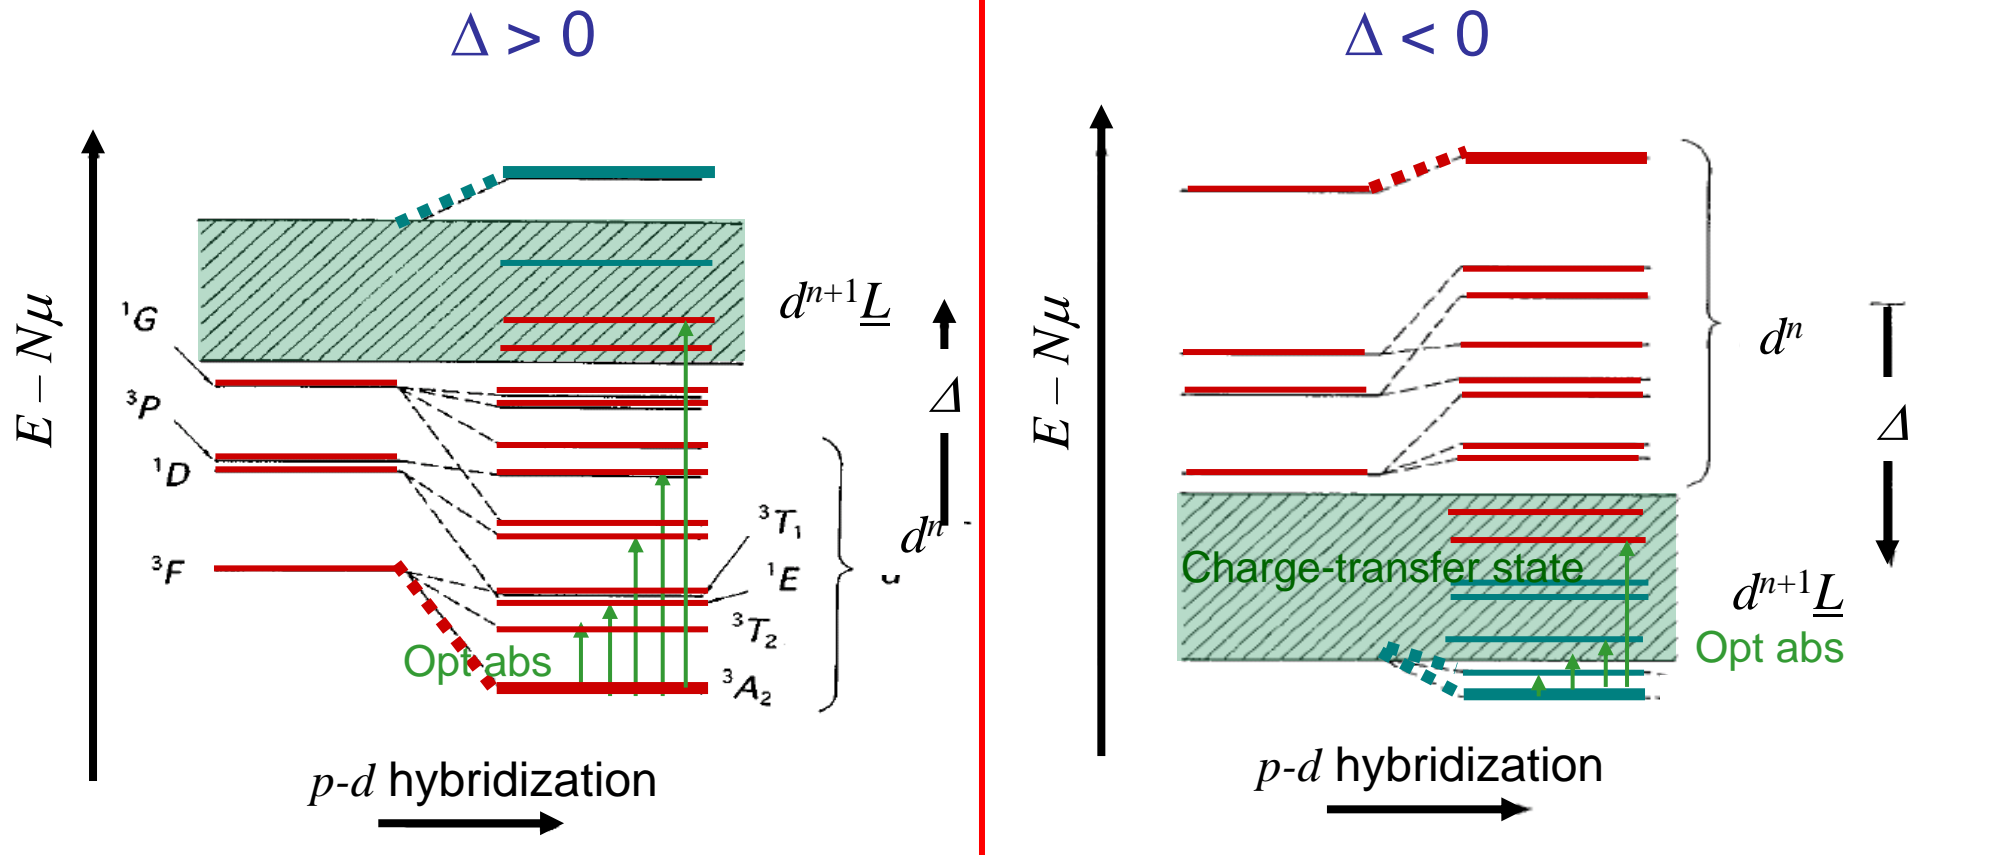 Δ > 0
E – Nμ
¹G
³P
¹D
³F
dⁿ⁺¹L
Δ
dⁿ
³T₁
¹E
³T₂
³A₂
Opt abs
p-d hybridization
Δ < 0
E – Nμ
dⁿ
Δ
Charge-transfer state
dⁿ⁺¹L
Opt abs
p-d hybridization